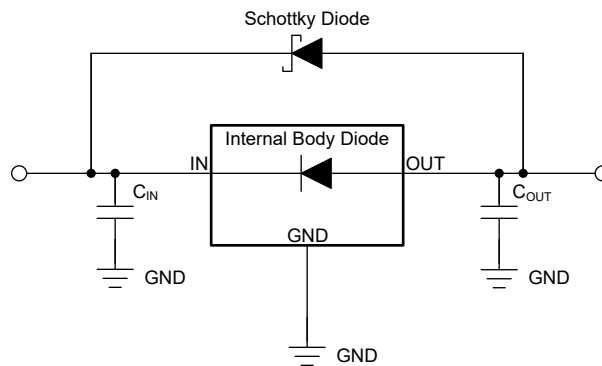 Schottky Diode
Internal Body Diode
IN
OUT
CIN
COUT
GND
GND
GND
GND